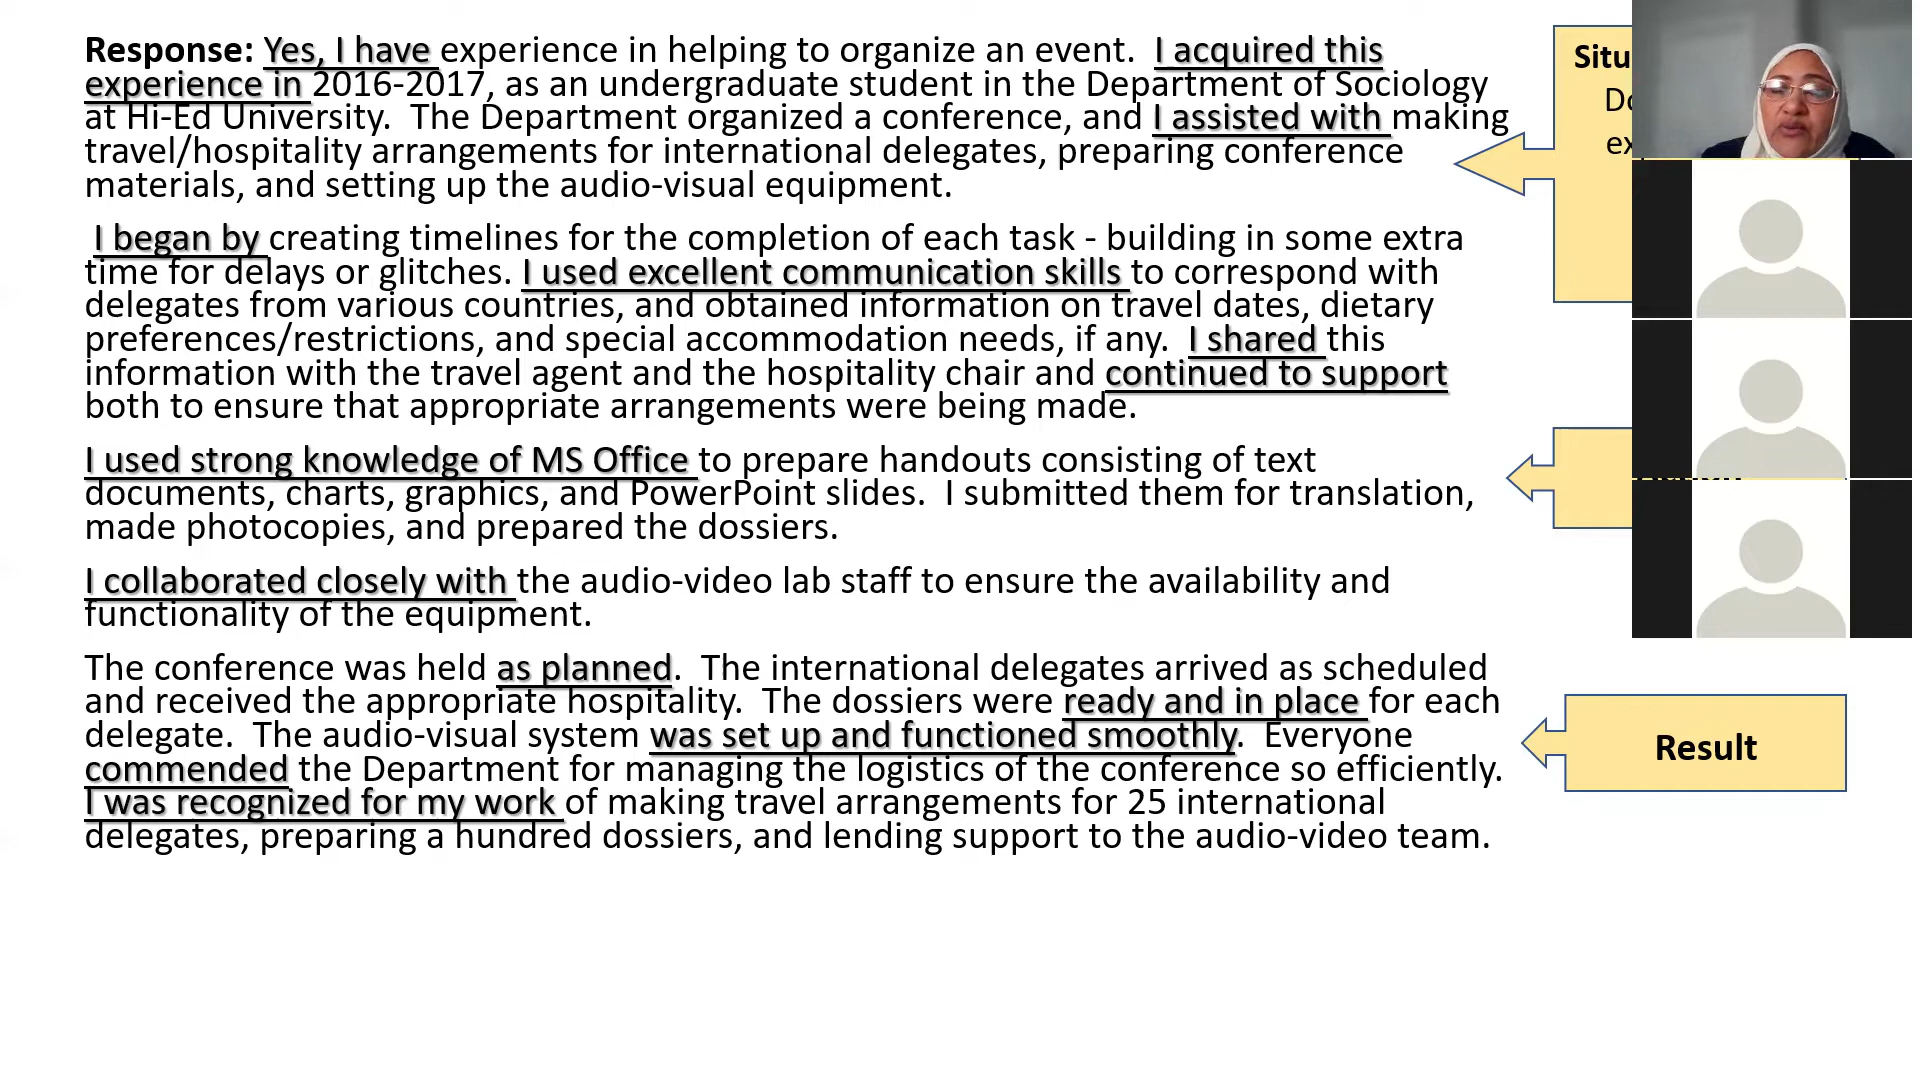 Response: Yes, I have experience in helping to organize an event. I acquired this
experience in 2016-2017, as an undergraduate student in the Department of Sociology
at Hi-Ed University. The Department organized a conference, and I assisted with making
travel/hospitality arrangements for international delegates, preparing conference
materials, and setting up the audio-visual equipment.
I began by creating timelines for the completion of each task - building in some extra
time for delays or glitches. I used excellent communication skills to correspond with
delegates from various countries, and obtained information on travel dates, dietary
preferences/restrictions, and special accommodation needs, if any. I shared this
information with the travel agent and the hospitality chair and continued to support
both to ensure that appropriate arrangements were being made.
I used strong knowledge of MS Office to prepare handouts consisting of text
documents, charts, graphics, and PowerPoint slides. I submitted them for translation,
made photocopies, and prepared the dossiers.
I collaborated closely with the audio-video lab staff to ensure the availability and
functionality of the equipment.
The conference was held as planned. The international delegates arrived as scheduled
and received the appropriate hospitality. The dossiers were ready and in place for each
delegate. The audio-visual system was set up and functioned smoothly. Everyone
commended the Department for managing the logistics of the conference so efficiently.
I was recognized for my work of making travel arrangements for 25 international
delegates, preparing a hundred dossiers, and lending support to the audio-video team.
Result